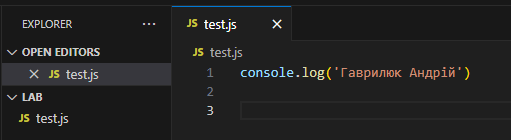 EXPLORER ...
OPEN EDITORS
JS test.js
LAB
JS test.js
JS test.js
JS test.js
1 console.log('Гаврилюк Андрій')
2
3